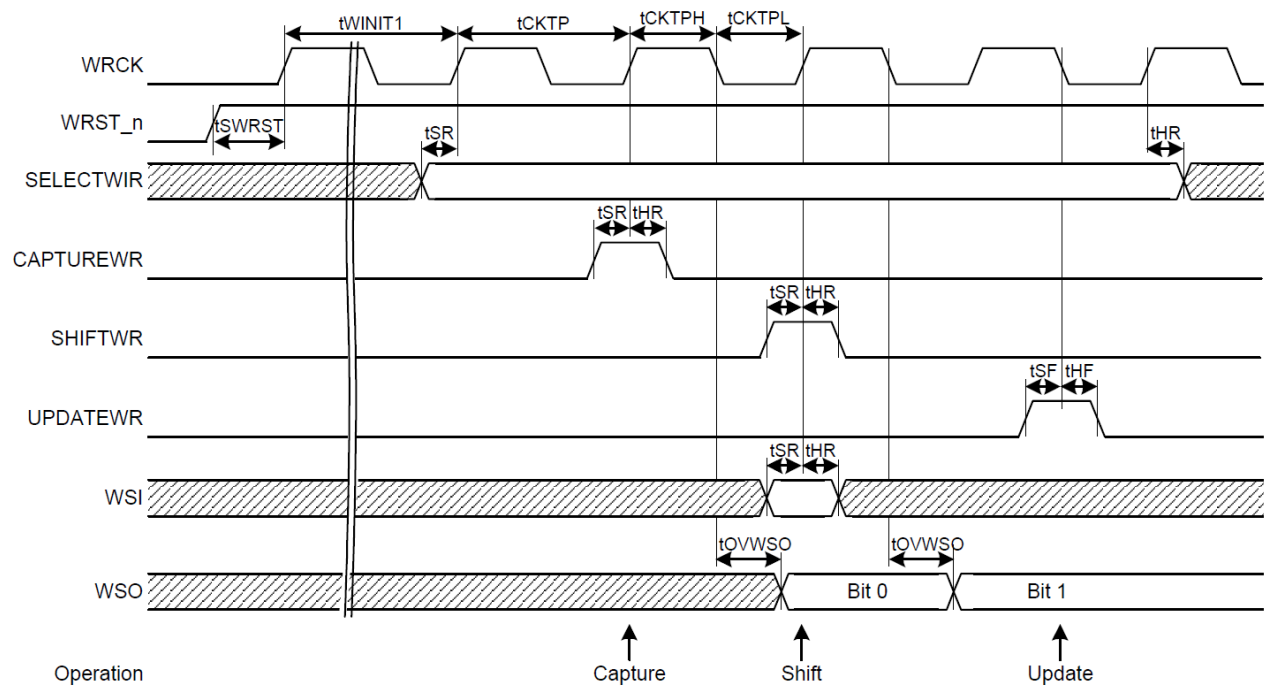 tWINIT1 tCKTP tCKTPH tCKTPL
WRCK
WRST_n
tSWRST
tSR tHR
SELECTWIR
tSR tHR
CAPTUREWR
tSR tHR
SHIFTWR
tSF tHF
UPDATEWR
tSR tHR
WSI
tOVWSO tOVWSO
WSO Bit 0 Bit 1
Operation Capture Shift Update